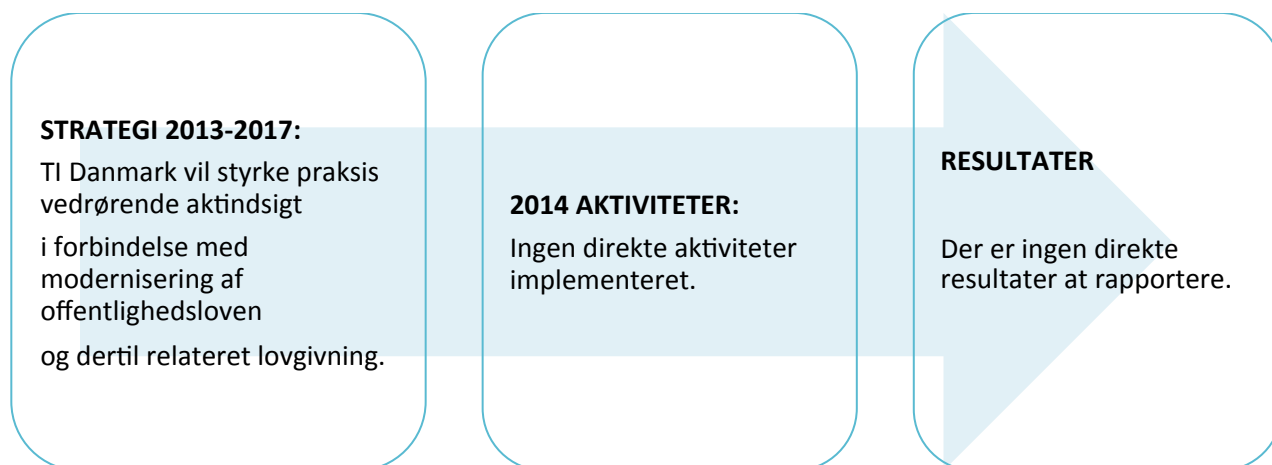 STRATEGI 2013-2017:
TI Danmark vil styrke praksis
vedrørende aktindsigt
i forbindelse med
modernisering af
offentlighedsloven
og dertil relateret lovgivning.
2014 AKTIVITETER:
Ingen direkte aktiviteter
implementeret.
RESULTATER
Der er ingen direkte
resultater at rapportere.